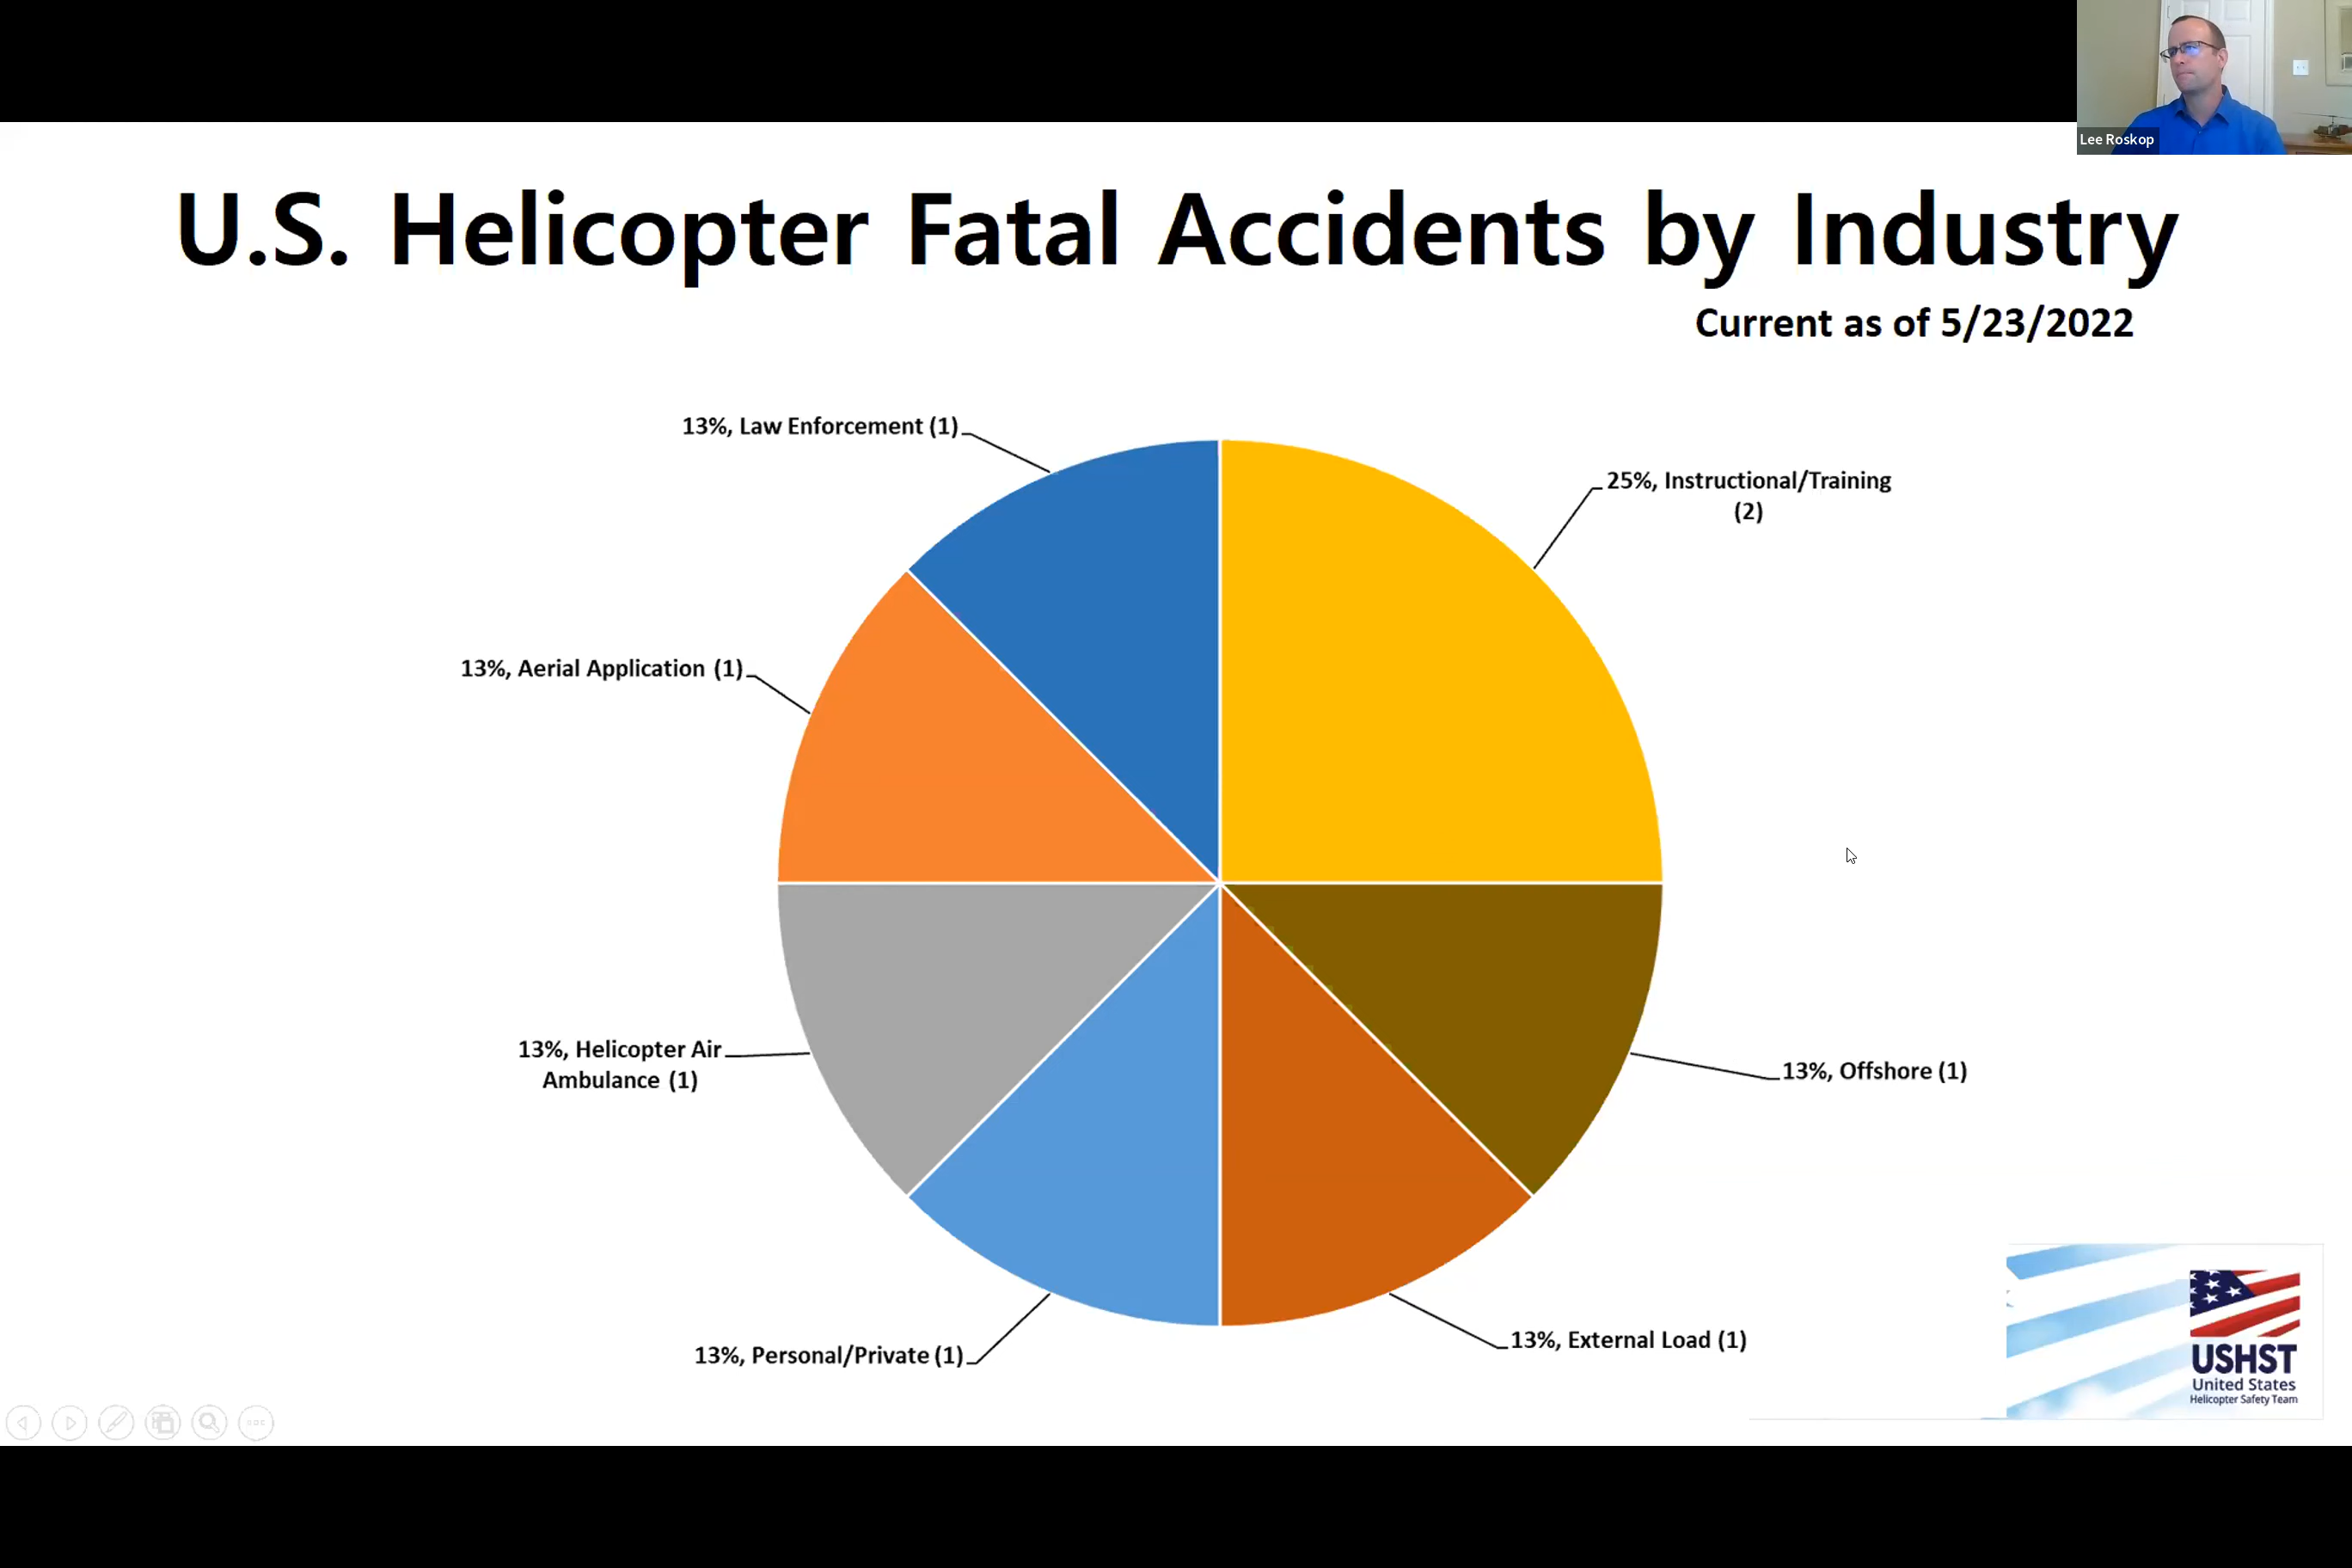 Lee Roskop
U.S. Helicopter Fatal Accidents by Industry
Current as of 5/23/2022
13%, Law Enforcement (1)
25%, Instructional/Training
(2)
13%, Aerial Application (1)
13%, Helicopter Air
Ambulance (1)
13%, Offshore (1)
13%, Personal/Private (1)
13%, External Load (1)
USHST
United States
Helicopter Safety Team